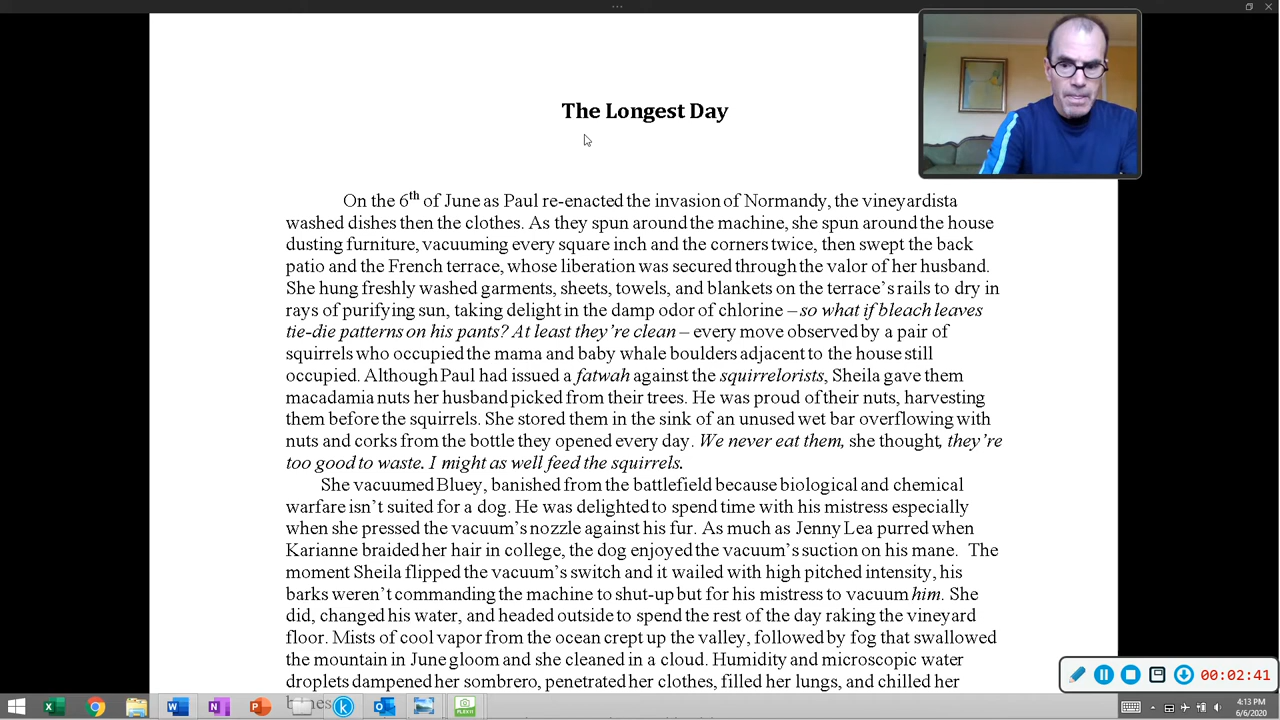 The Longest Day
On the 6th of June as Paul re-enacted the invasion of Normandy, the vineyardista
washed dishes then the clothes. As they spun around the machine, she spun around the house
dusting furniture, vacuuming every square inch and the corners twice, then swept the back
patio and the French terrace, whose liberation was secured through the valor of her husband.
She hung freshly washed garments, sheets, towels, and blankets on the terrace's rails to dry in
rays of purifying sun, taking delight in the damp odor of chlorine – so what if bleach leaves
tie-die patterns on his pants? At least they're clean – every move observed by a pair of
squirrels who occupied the mama and baby whale boulders adjacent to the house still
occupied. Although Paul had issued a fatwah against the squirrelorists, Sheila gave them
macadamia nuts her husband picked from their trees. He was proud of their nuts, harvesting
them before the squirrels. She stored them in the sink of an unused wet bar overflowing with
nuts and corks from the bottle they opened every day. We never eat them, she thought, they're
too good to waste. I might as well feed the squirrels.
She vacuumed Bluey, banished from the battlefield because biological and chemical
warfare isn't suited for a dog. He was delighted to spend time with his mistress especially
when she pressed the vacuum's nozzle against his fur. As much as Jenny Lea purred when
Karianne braided her hair in college, the dog enjoyed the vacuum's suction on his mane. The
moment Sheila flipped the vacuum's switch and it wailed with high pitched intensity, his
barks weren't commanding the machine to shut-up but for his mistress to vacuum him. She
did, changed his water, and headed outside to spend the rest of the day raking the vineyard
floor. Mists of cool vapor from the ocean crept up the valley, followed by fog that swallowed
the mountain in June gloom and she cleaned in a cloud. Humidity and microscopic water
droplets dampened her sombrero, penetrated her clothes, filled her lungs, and chilled her
bones
00:02:41
4:13 PM
6/6/2020